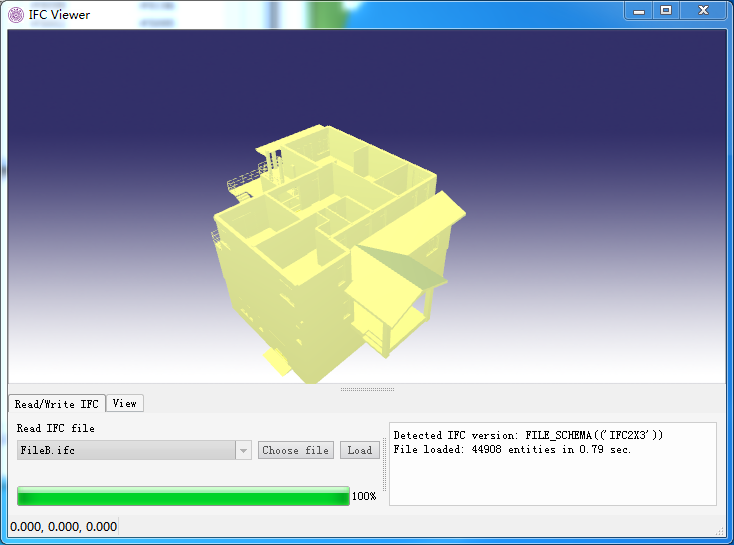 IFC Viewer
Read/Write IFC
View
Read IFC file
FileB.ifc
Choose file
Load
100%
Detected IFC version: FILE_SCHEMA(('IFC2X3'))
File loaded: 44908 entities in 0.79 sec.
0.000, 0.000, 0.000